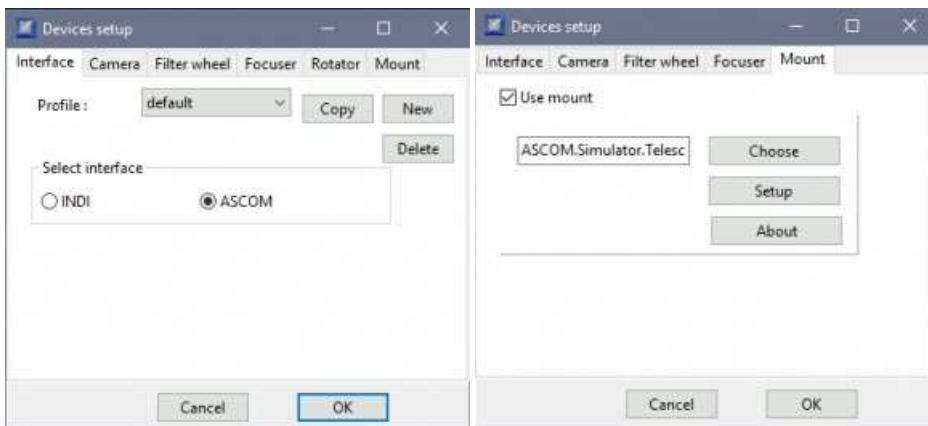 Devices setup
Interface Camera Filter wheel Focuser Rotator Mount
Profile :
default
Copy
New
Delete
Select interface
INDI
ASCOM
Cancel
OK
Devices setup
Interface Camera Filter wheel Focuser Mount
Use mount
ASCOM.Simulator.Telesc
Choose
Setup
About
Cancel
OK